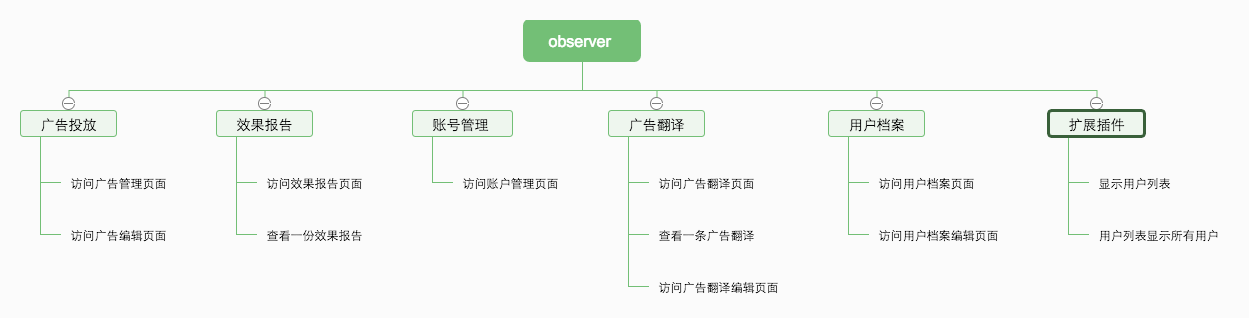 observer
广告投放
访问广告管理页面
访问广告编辑页面
效果报告
访问效果报告页面
查看一份效果报告
账号管理
访问账户管理页面
广告翻译
访问广告翻译页面
查看一条广告翻译
访问广告翻译编辑页面
用户档案
访问用户档案页面
访问用户档案编辑页面
扩展插件
显示用户列表
用户列表显示所有用户